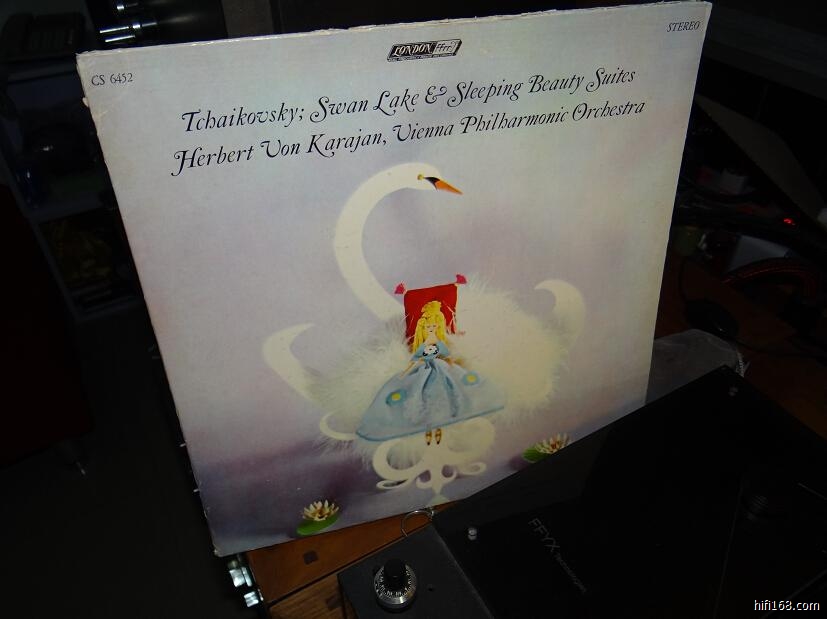 LONDON ffrr
STEREO
CS 6452
Tchaikovsky; Swan Lake & Sleeping Beauty Suites
Herbert Von Karajan, Vienna Philharmonic Orchestra
FFYX
hifi168.com